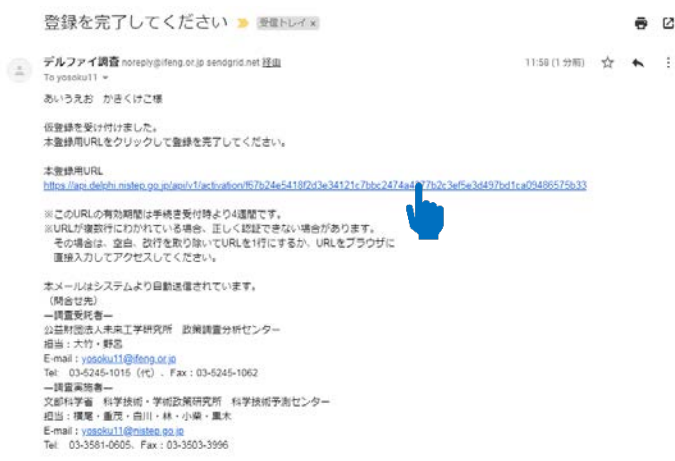 登録を完了してください 受信トレイ ×
デルファイ調査 noreply@ifeng.or.jp sendgrid.net 経由 11:58 (1 分前)
To yosoku11
あいうえお かきくけこ様
仮登録を受け付けました。
本登録用URLをクリックして登録を完了してください。
本登録用URL
https://api.delphi.nistep.go.jp/api/v1/activation/f67b24e5418f2d3e34121c7bbc2474a4 77b2c3ef5e3d497bd1ca09486575b33
※このURLの有効期間は手続き受付時より4週間です。
※URLが複数行にわかれている場合、正しく認証できない場合があります。
その場合は、空白、改行を取り除いてURLを1行にするか、URLをブラウザに
直接入力してアクセスしてください。
本メールはシステムより自動送信されています。
(問合せ先)
―調査受託者―
公益財団法人未来工学研究所 政策調査分析センター
担当:大竹・野呂
E-mail:yosoku11@ifeng.or.jp
Tel: 03-5245-1015(代)、Fax:03-5245-1062
―調査実施者―
文部科学省 科学技術・学術政策研究所 科学技術予測センター
担当:横尾・重茂・白川・林・小柴・黒木
E-mail:yosoku11@nistep.go.jp
Tel: 03-3581-0605、Fax:03-3503-3996